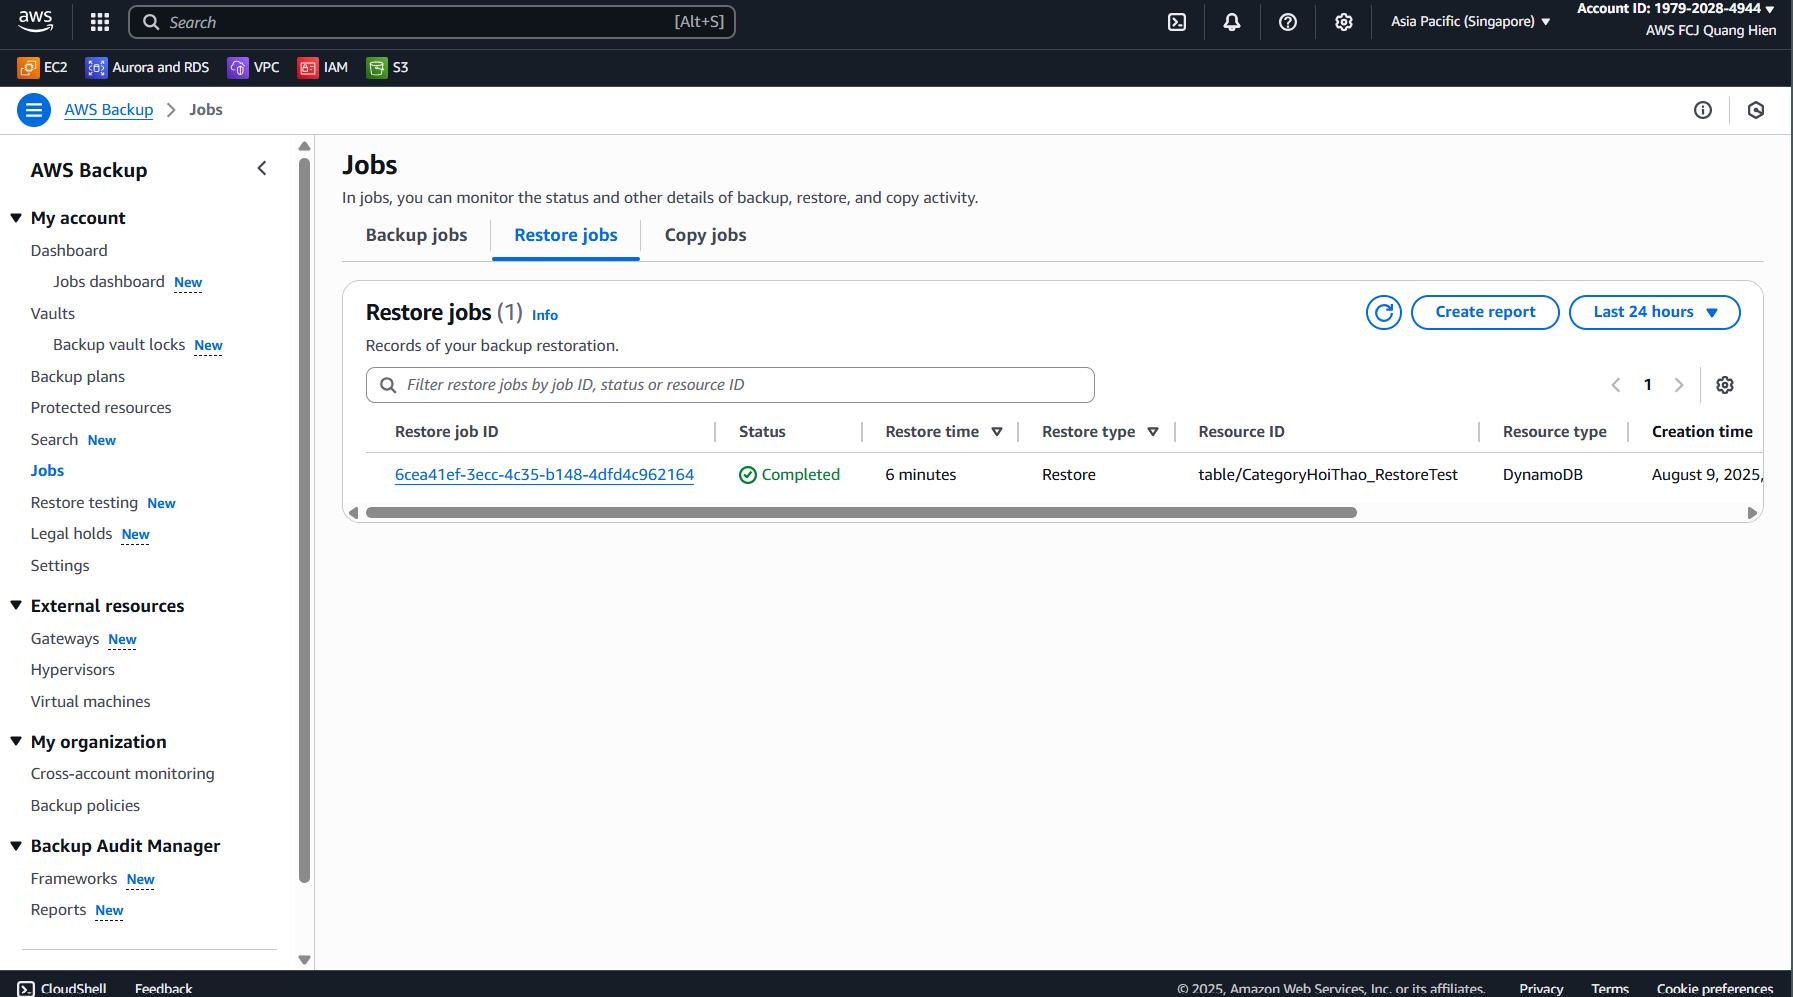 aws
Search [Alt+S]
Asia Pacific (Singapore)
Account ID: 1979-2028-4944
AWS FCJ Quang Hien
EC2 Aurora and RDS VPC IAM S3
AWS Backup > Jobs
AWS Backup
My account
Dashboard
Jobs dashboard New
Vaults
Backup vault locks New
Backup plans
Protected resources
Search New
Jobs
Restore testing New
Legal holds New
Settings
External resources
Gateways New
Hypervisors
Virtual machines
My organization
Cross-account monitoring
Backup policies
Backup Audit Manager
Frameworks New
Reports New
Jobs
In jobs, you can monitor the status and other details of backup, restore, and copy activity.
Backup jobs Restore jobs Copy jobs
Restore jobs (1) Info
Create report Last 24 hours
Records of your backup restoration.
Filter restore jobs by job ID, status or resource ID
1
Restore job ID Status Restore time Restore type Resource ID Resource type Creation time
6cea41ef-3ecc-4c35-b148-4dfd4c962164 Completed 6 minutes Restore table/CategoryHoiThao_RestoreTest DynamoDB August 9, 2025,
CloudShell Feedback © 2025, Amazon Web Services, Inc. or its affiliates. Privacy Terms Cookie preferences